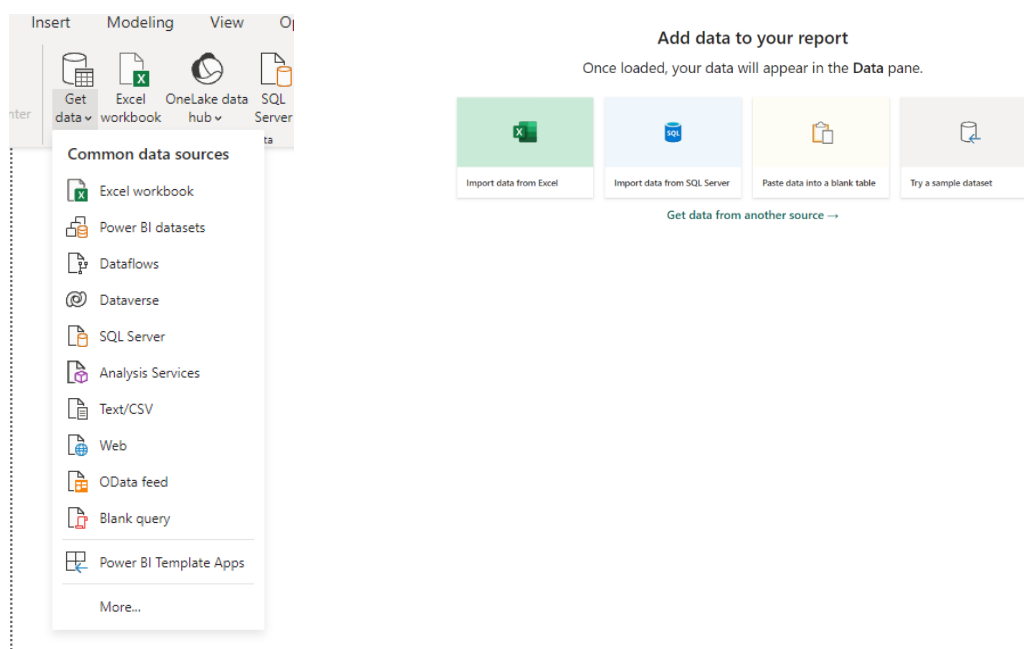 Insert Modeling View
Get data
Excel workbook
OneLake data hub
SQL Server
Common data sources
Excel workbook
Power BI datasets
Dataflows
Dataverse
SQL Server
Analysis Services
Text/CSV
Web
OData feed
Blank query
Power BI Template Apps
More...
Add data to your report
Once loaded, your data will appear in the Data pane.
Import data from Excel
Import data from SQL Server
Paste data into a blank table
Try a sample dataset
Get data from another source →